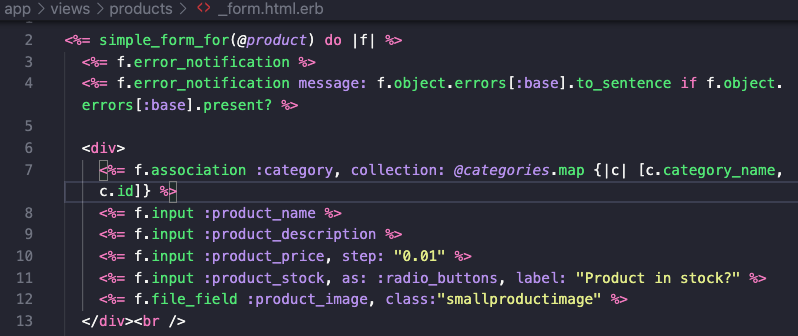 app > views > products > <> _form.html.erb
2 <%= simple_form_for(@product) do |f| %>
3 <%= f.error_notification %>
4 <%= f.error_notification message: f.object.errors[:base].to_sentence if f.object.
errors[:base].present? %>
5
6 <div>
7 <%= f.association :category, collection: @categories.map {|c| [c.category_name,
c.id]} %>
8 <%= f.input :product_name %>
9 <%= f.input :product_description %>
10 <%= f.input :product_price, step: "0.01" %>
11 <%= f.input :product_stock, as: :radio_buttons, label: "Product in stock?" %>
12 <%= f.file_field :product_image, class:"smallproductimage" %>
13 </div><br />